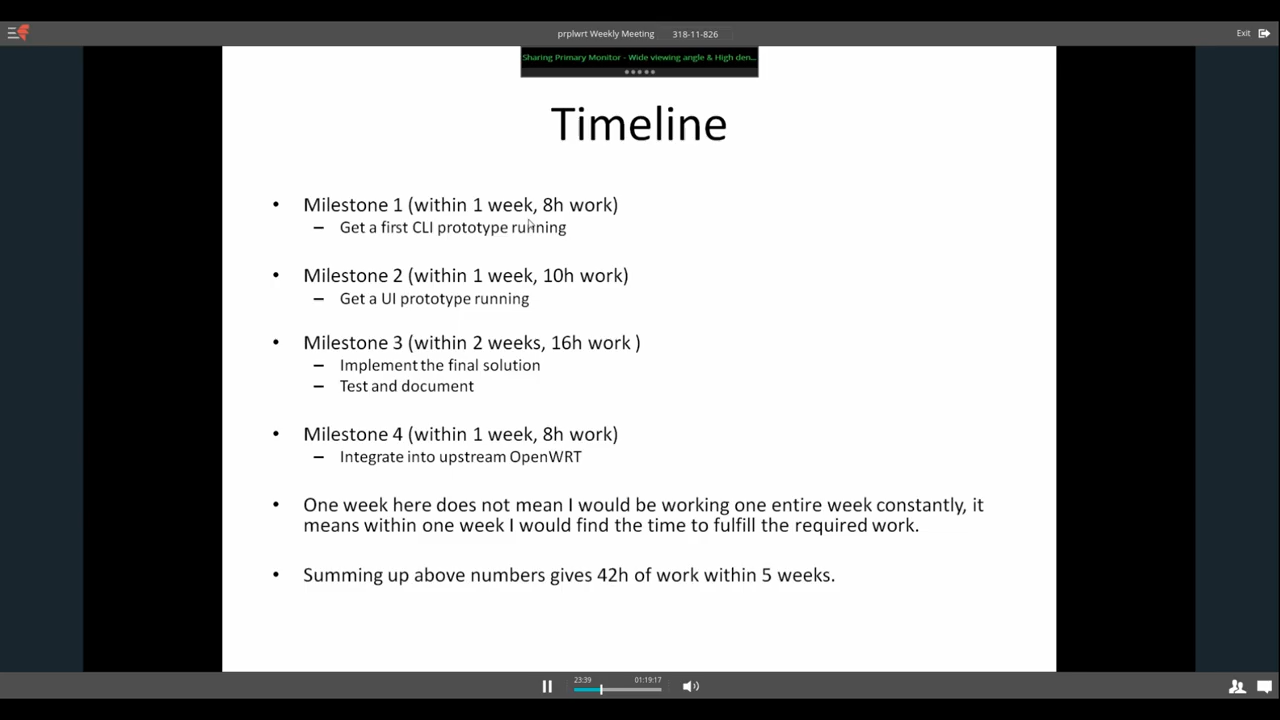 prplwrt Weekly Meeting 318-11-826
Exit
Sharing Primary Monitor - Wide viewing angle & High den...
Timeline
• Milestone 1 (within 1 week, 8h work)
– Get a first CLI prototype running
• Milestone 2 (within 1 week, 10h work)
– Get a UI prototype running
• Milestone 3 (within 2 weeks, 16h work )
– Implement the final solution
– Test and document
• Milestone 4 (within 1 week, 8h work)
– Integrate into upstream OpenWRT
• One week here does not mean I would be working one entire week constantly, it
means within one week I would find the time to fulfill the required work.
• Summing up above numbers gives 42h of work within 5 weeks.
23:39 01:19:17